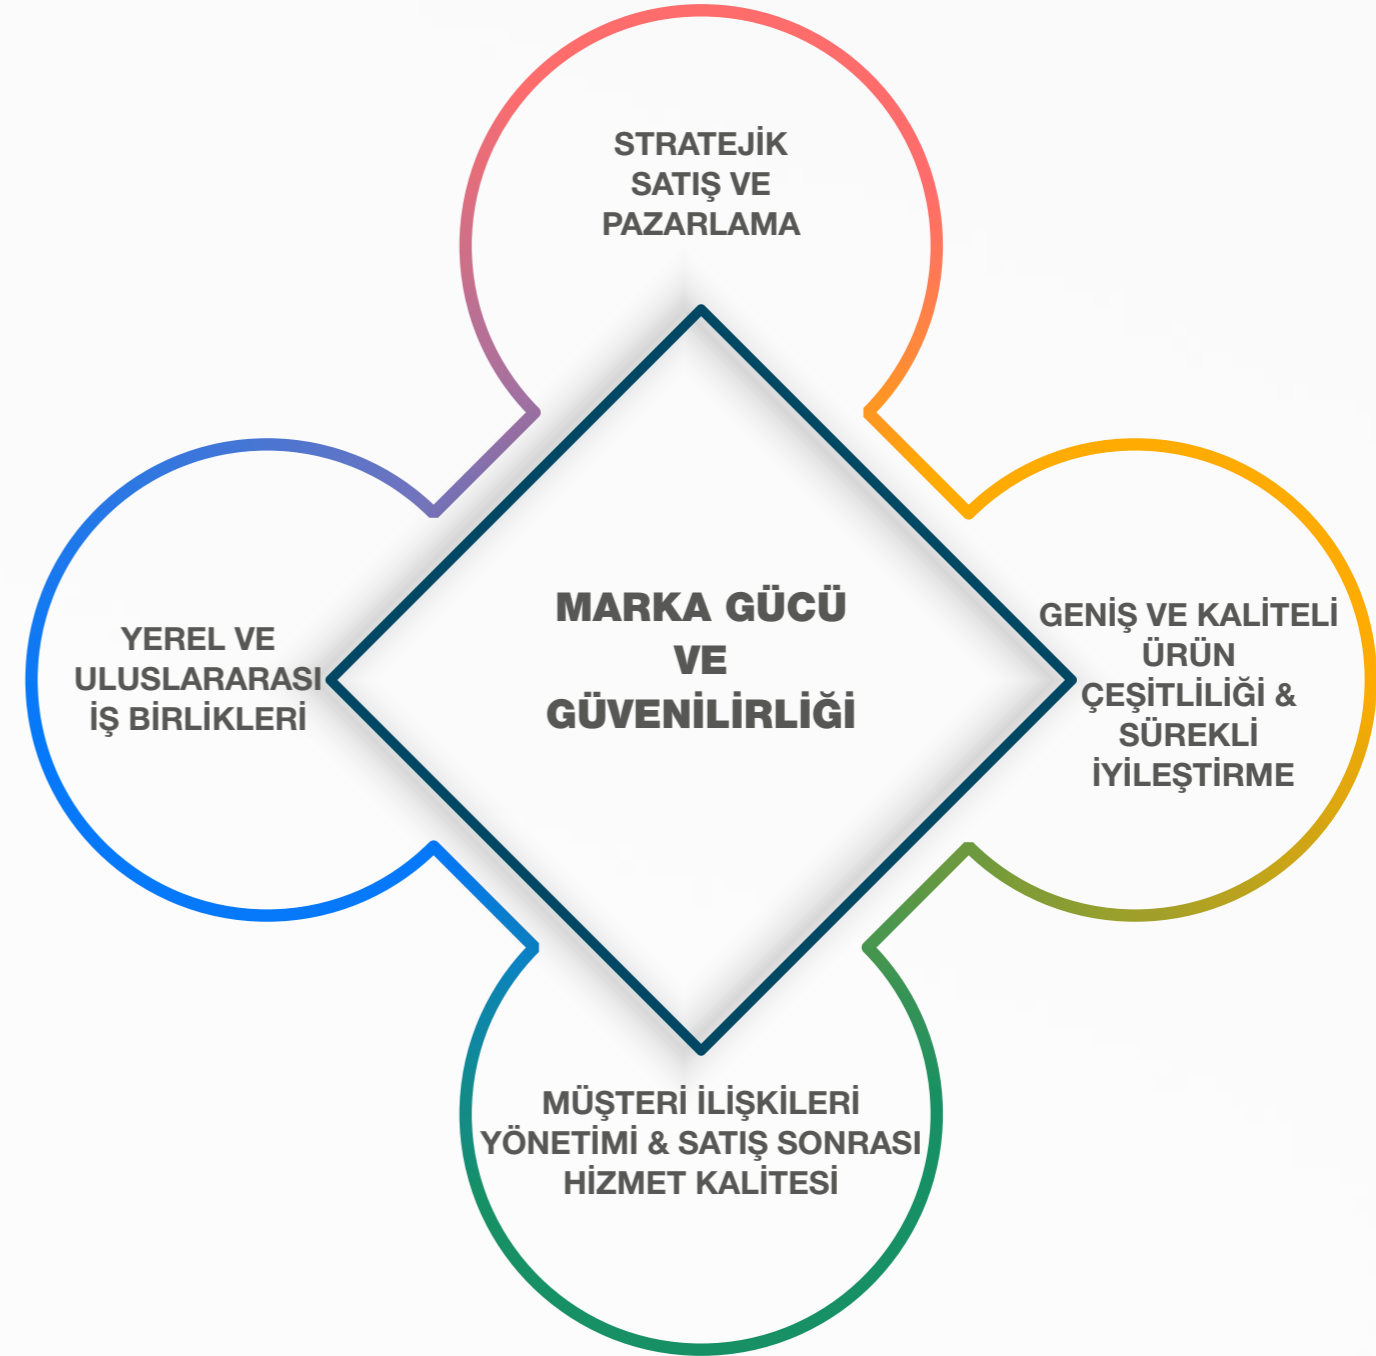 STRATEJİK
SATIŞ VE
PAZARLAMA
YEREL VE
ULUSLARARASI
İŞ BİRLİKLERİ
MARKA GÜCÜ
VE
GÜVENİLİRLİĞİ
GENİŞ VE KALİTELİ
ÜRÜN
ÇEŞİTLİLİĞİ &
SÜREKLİ
İYİLEŞTİRME
MÜŞTERİ İLİŞKİLERİ
YÖNETİMİ & SATIŞ SONRASI
HİZMET KALİTESİ